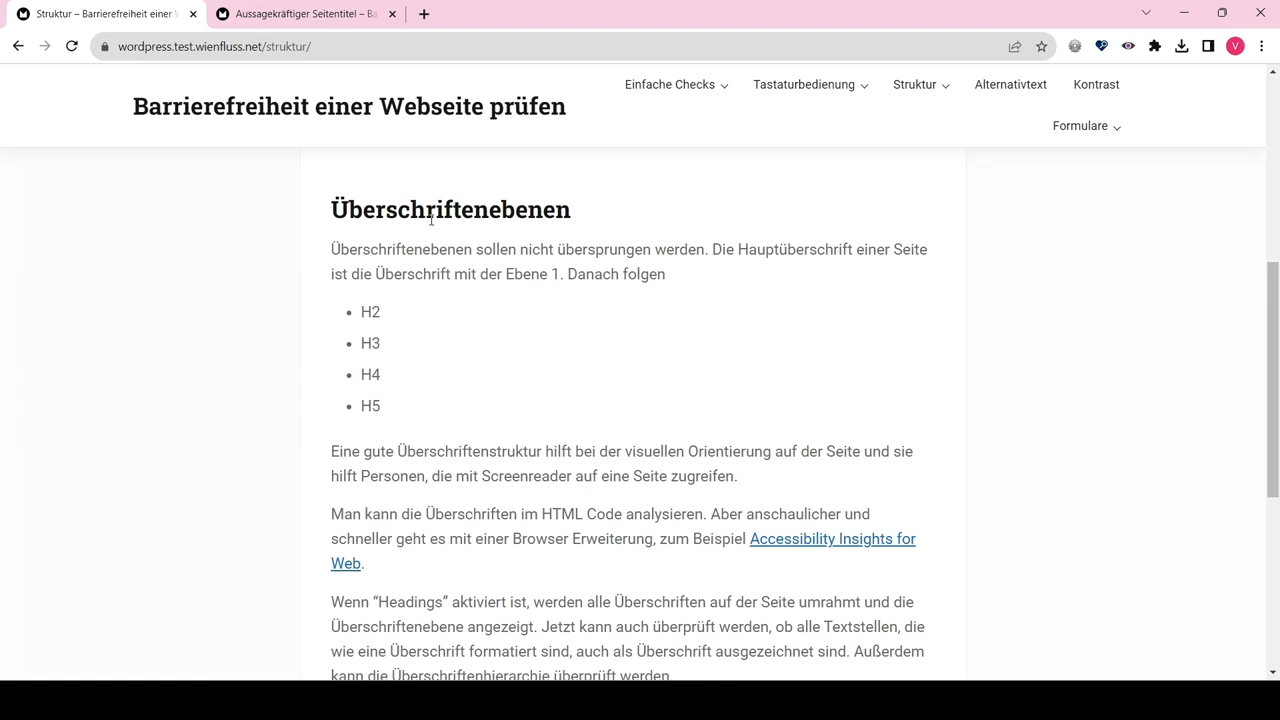 Struktur – Barrierefreiheit einer
Aussagekräftiger Seitentitel – Ba
wordpress.test.wienfluss.net/struktur/
V
Barrierefreiheit einer Webseite prüfen
Einfache Checks
Tastaturbedienung
Struktur
Alternativtext
Kontrast
Formulare
Überschriftenebenen
Überschriftenebenen sollen nicht übersprungen werden. Die Hauptüberschrift einer Seite
ist die Überschrift mit der Ebene 1. Danach folgen
• H2
• H3
• H4
• H5
Eine gute Überschriftenstruktur hilft bei der visuellen Orientierung auf der Seite und sie
hilft Personen, die mit Screenreader auf eine Seite zugreifen.
Man kann die Überschriften im HTML Code analysieren. Aber anschaulicher und
schneller geht es mit einer Browser Erweiterung, zum Beispiel Accessibility Insights for
Web.
Wenn “Headings” aktiviert ist, werden alle Überschriften auf der Seite umrahmt und die
Überschriftenebene angezeigt. Jetzt kann auch überprüft werden, ob alle Textstellen, die
wie eine Überschrift formatiert sind, auch als Überschrift ausgezeichnet sind. Außerdem
kann die Überschriftenhierarchie überprüft werden